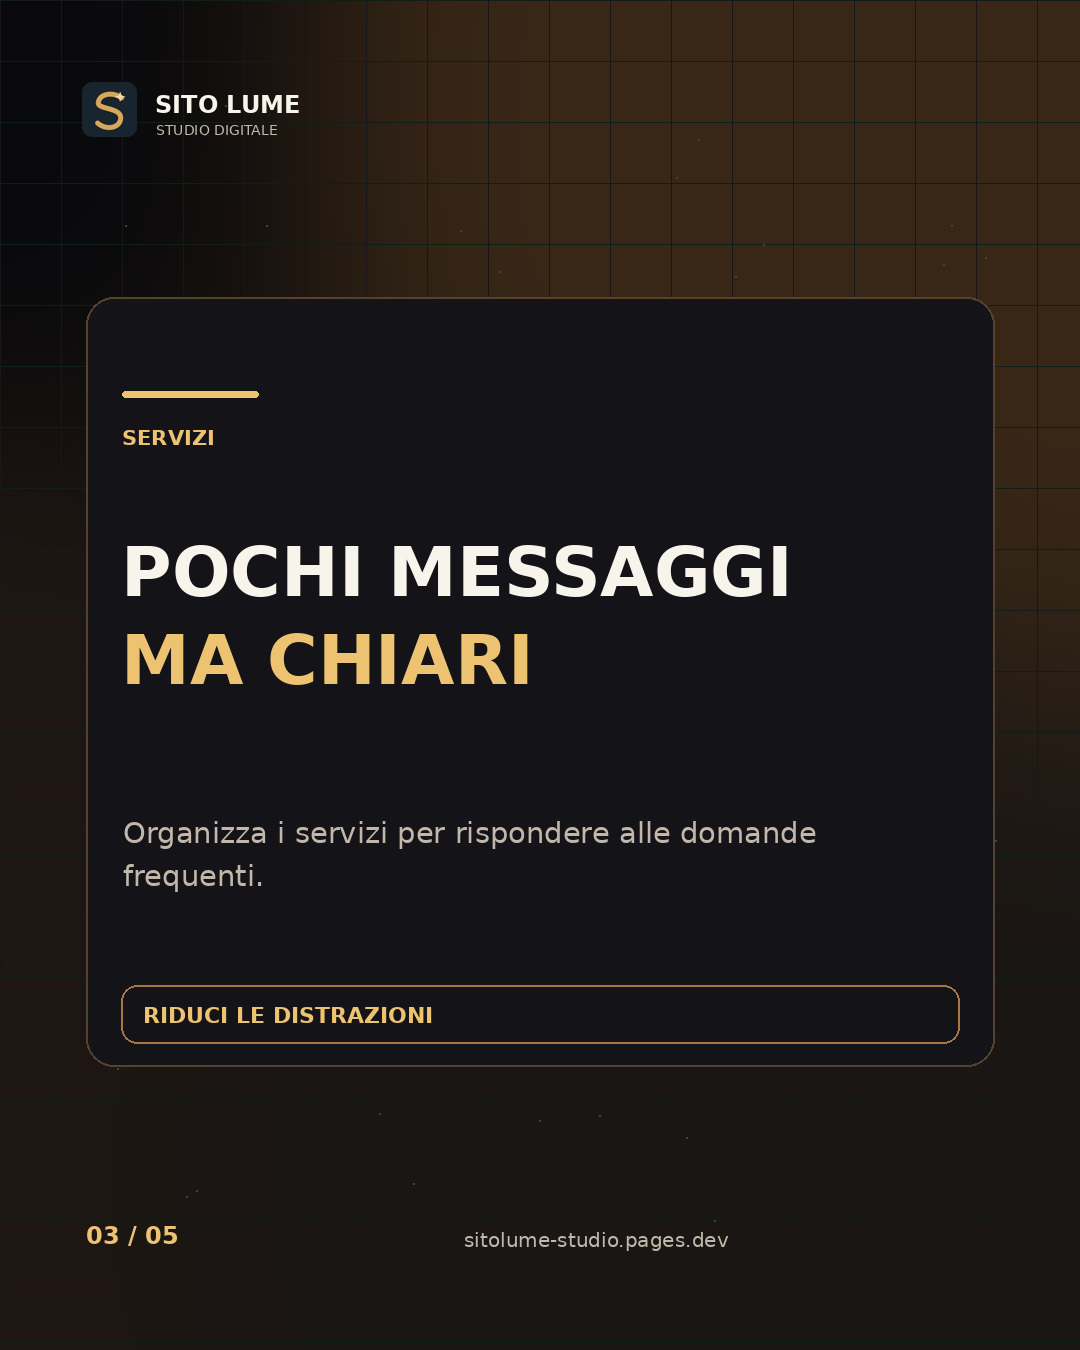 SITO LUME
STUDIO DIGITALE
SERVIZI
POCHI MESSAGGI
MA CHIARI
Organizza i servizi per rispondere alle domande
frequenti.
RIDUCI LE DISTRAZIONI
03 / 05
sitolume-studio.pages.dev